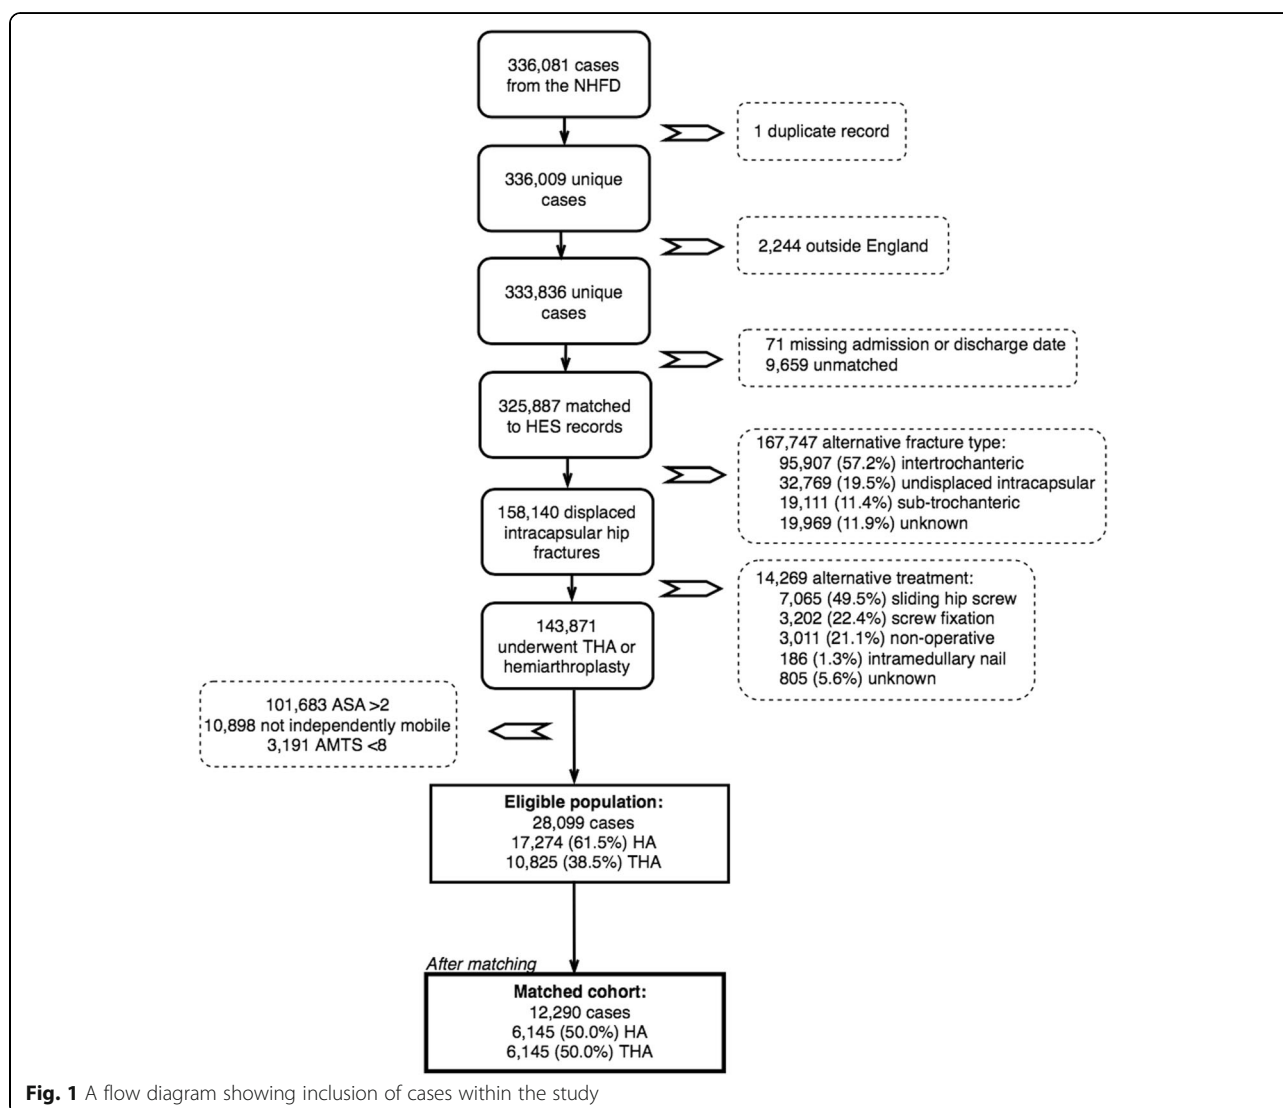 336,081 cases
from the NHFD
1 duplicate record
336,009 unique
cases
2,244 outside England
333,836 unique
cases
71 missing admission or discharge date
9,659 unmatched
325,887 matched
to HES records
167,747 alternative fracture type:
95,907 (57.2%) intertrochanteric
32,769 (19.5%) undisplaced intracapsular
19,111 (11.4%) sub-trochanteric
19,969 (11.9%) unknown
158,140 displaced
intracapsular hip
fractures
14,269 alternative treatment:
7,065 (49.5%) sliding hip screw
3,202 (22.4%) screw fixation
3,011 (21.1%) non-operative
186 (1.3%) intramedullary nail
805 (5.6%) unknown
143,871
underwent THA or
hemiarthroplasty
101,683 ASA >2
10,898 not independently mobile
3,191 AMTS <8
Eligible population:
28,099 cases
17,274 (61.5%) HA
10,825 (38.5%) THA
After matching
Matched cohort:
12,290 cases
6,145 (50.0%) HA
6,145 (50.0%) THA
Fig. 1 A flow diagram showing inclusion of cases within the study